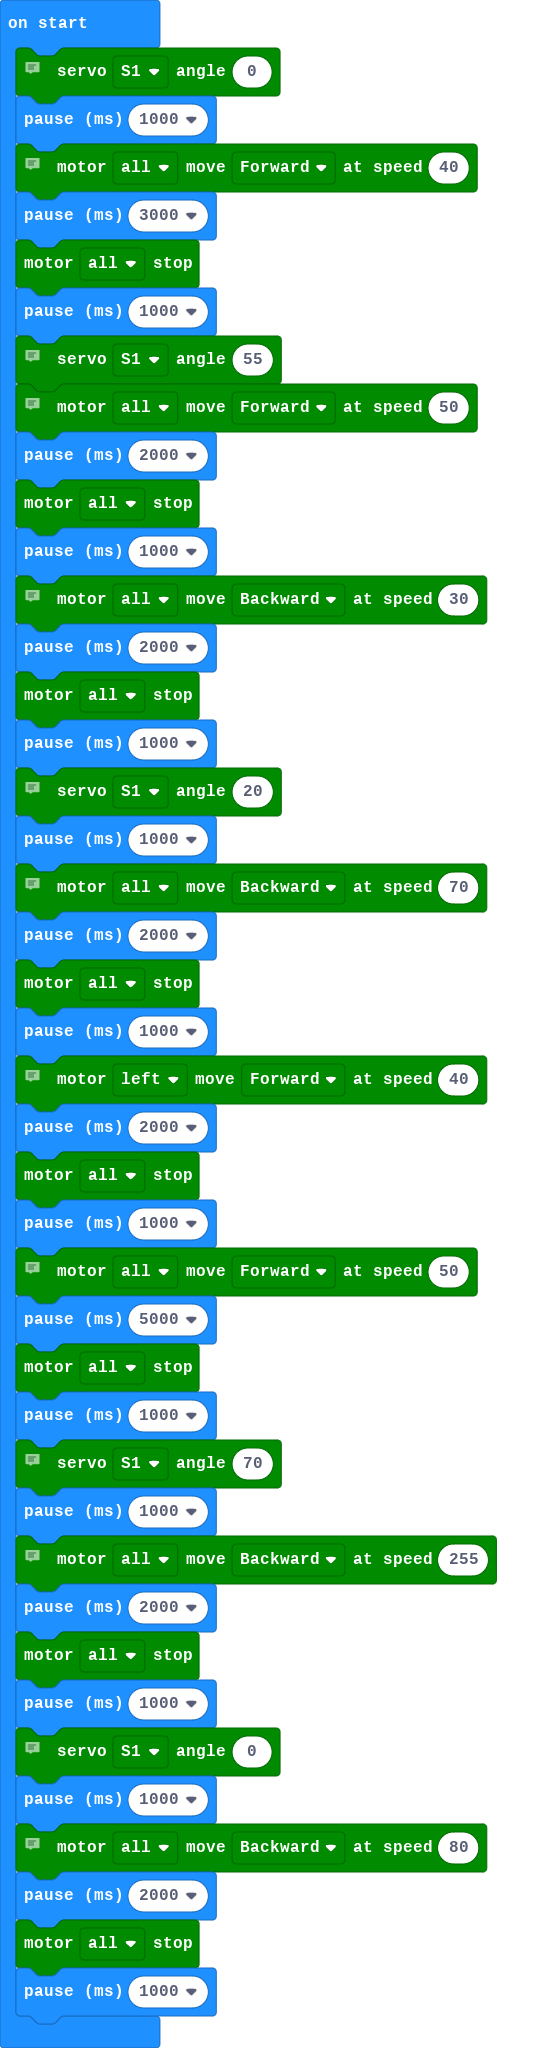 on start
servo S1 angle 0
pause (ms) 1000
motor all move Forward at speed 40
pause (ms) 3000
motor all stop
pause (ms) 1000
servo S1 angle 55
motor all move Forward at speed 50
pause (ms) 2000
motor all stop
pause (ms) 1000
motor all move Backward at speed 30
pause (ms) 2000
motor all stop
pause (ms) 1000
servo S1 angle 20
pause (ms) 1000
motor all move Backward at speed 70
pause (ms) 2000
motor all stop
pause (ms) 1000
motor left move Forward at speed 40
pause (ms) 2000
motor all stop
pause (ms) 1000
motor all move Forward at speed 50
pause (ms) 5000
motor all stop
pause (ms) 1000
servo S1 angle 70
pause (ms) 1000
motor all move Backward at speed 255
pause (ms) 2000
motor all stop
pause (ms) 1000
servo S1 angle 0
pause (ms) 1000
motor all move Backward at speed 80
pause (ms) 2000
motor all stop
pause (ms) 1000